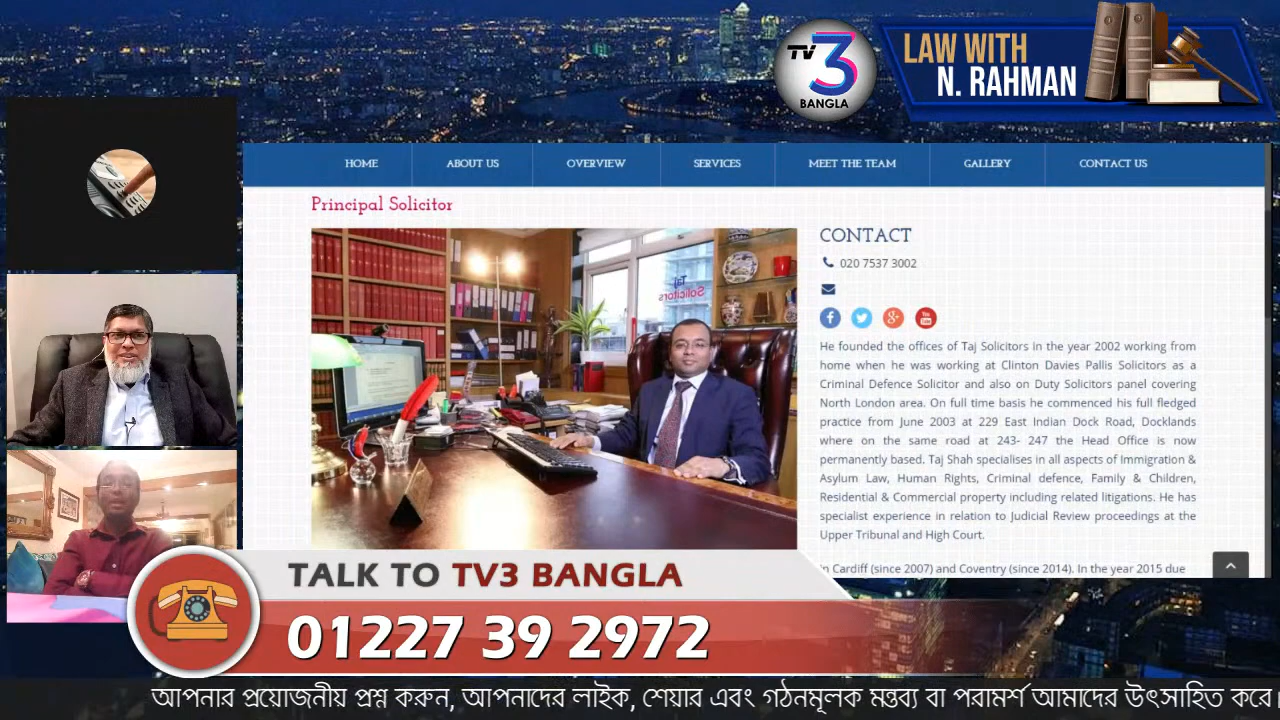 TV3
BANGLA
LAW WITH
N. RAHMAN
HOME
ABOUT US
OVERVIEW
SERVICES
MEET THE TEAM
GALLERY
CONTACT US
Principal Solicitor
Taj
Solicitors
CONTACT
020 7537 3002
He founded the offices of Taj Solicitors in the year 2002 working from
home when he was working at Clinton Davies Pallis Solicitors as a
Criminal Defence Solicitor and also on Duty Solicitors panel covering
North London area. On full time basis he commenced his full fledged
practice from June 2003 at 229 East Indian Dock Road, Docklands
where on the same road at 243- 247 the Head Office is now
permanently based. Taj Shah specialises in all aspects of Immigration &
Asylum Law, Human Rights, Criminal defence, Family & Children,
Residential & Commercial property including related litigations. He has
specialist experience in relation to Judicial Review proceedings at the
Upper Tribunal and High Court.
In Cardiff (since 2007) and Coventry (since 2014). In the year 2015 due
TALK TO TV3 BANGLA
01227 39 2972
আপনার প্রয়োজনীয় প্রশ্ন করুন, আপনাদের লাইক, শেয়ার এবং গঠনমূলক মন্তব্য বা পরামর্শ আমাদের উৎসাহিত করে